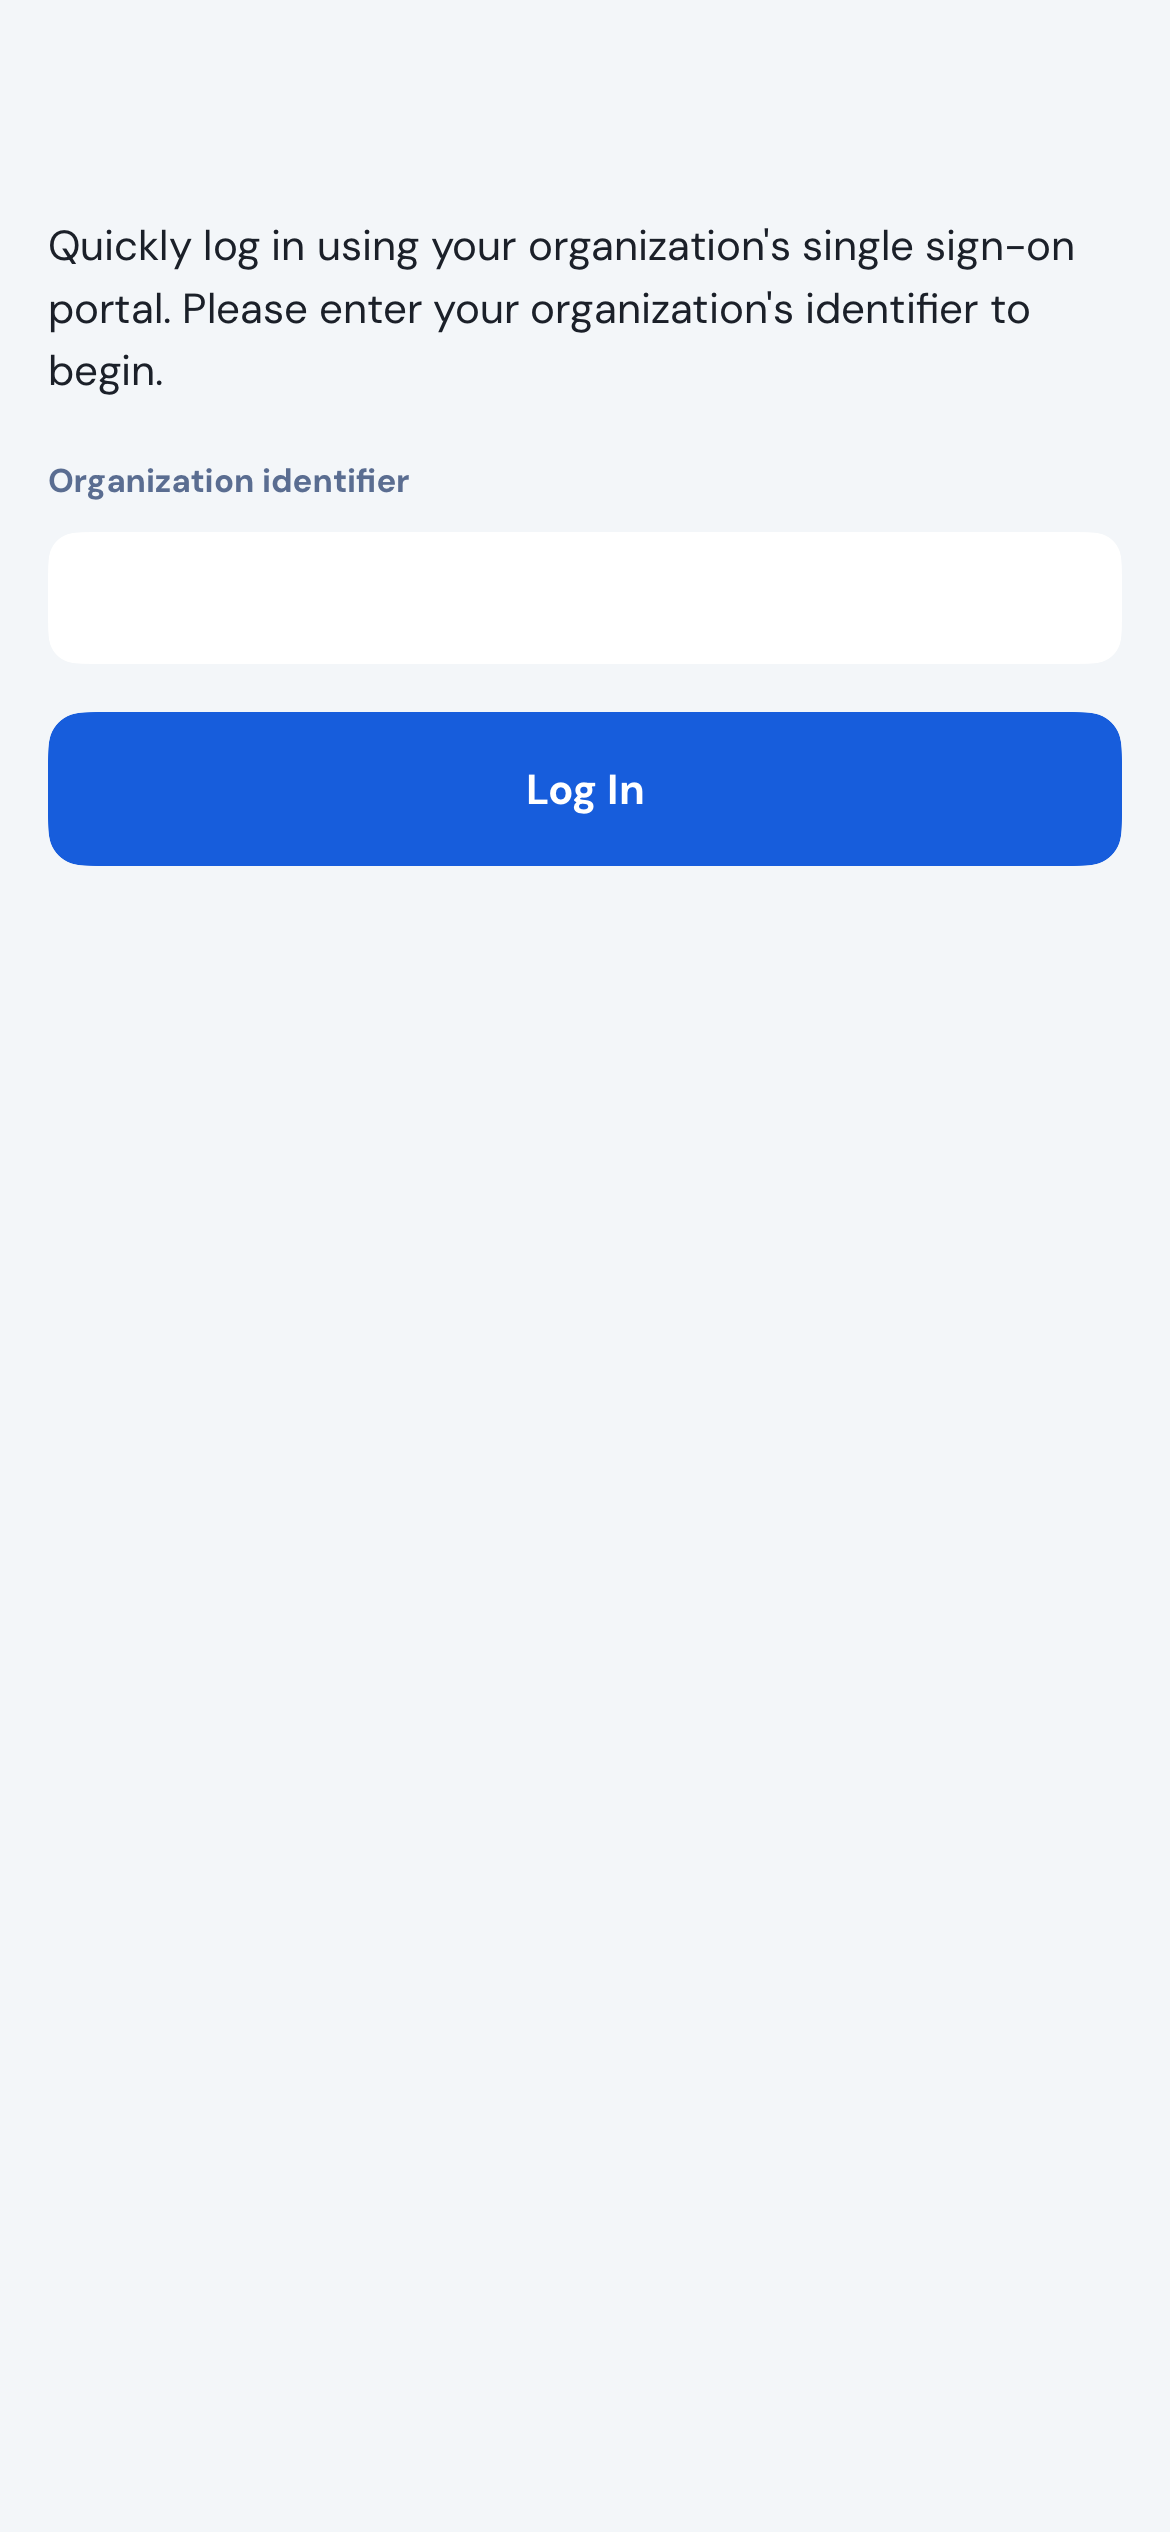 Quickly log in using your organization's single sign-on
portal. Please enter your organization's identifier to
begin.
Organization identifier
Log In